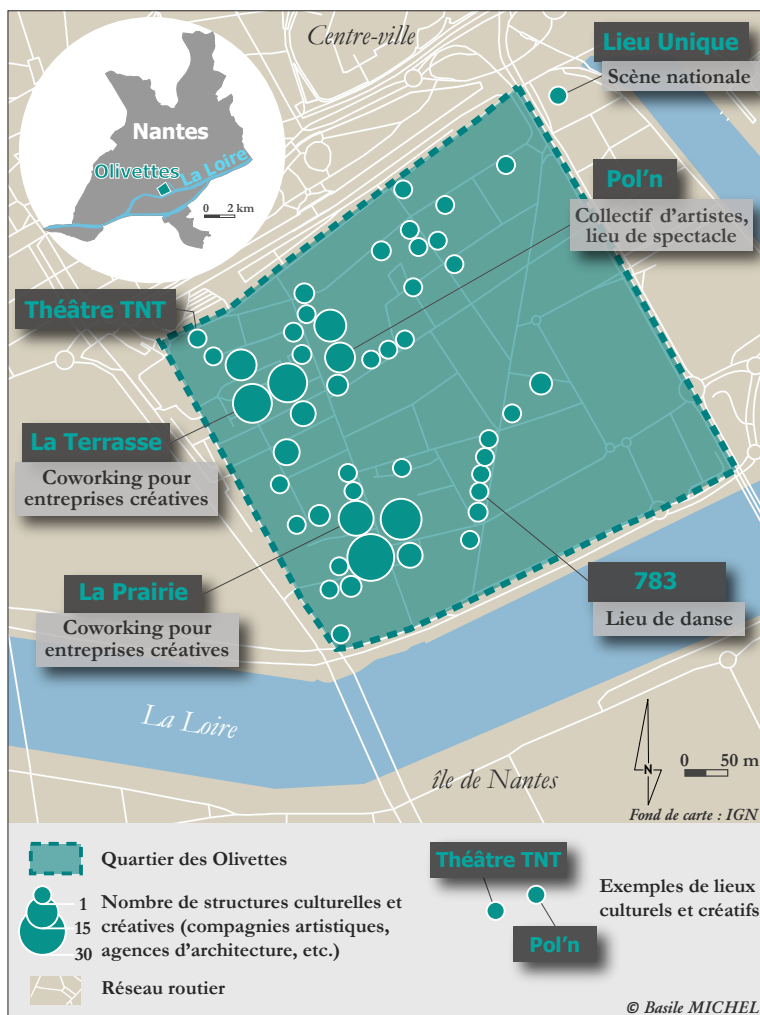 Centre-ville
Lieu Unique
Scène nationale
Nantes
Olivettes
La Loire
0 2 km
Pol'n
Collectif d'artistes,
lieu de spectacle
Théâtre TNT
La Terrasse
Coworking pour
entreprises créatives
La Prairie
Coworking pour
entreprises créatives
783
Lieu de danse
La Loire
île de Nantes
N
0 50 m
Fond de carte : IGN
Quartier des Olivettes
1
15
30
Nombre de structures culturelles et
créatives (compagnies artistiques,
agences d'architecture, etc.)
Réseau routier
Théâtre TNT
Pol'n
Exemples de lieux
culturels et créatifs
© Basile MICHEL